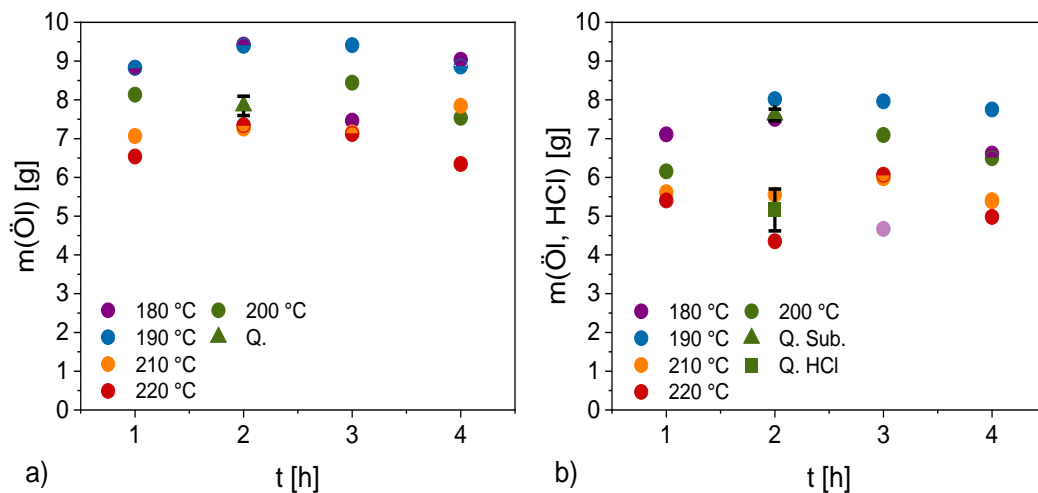 10
9
8
7
6
5
4
3
2
1
0
m(Öl) [g]
180 °C
190 °C
210 °C
220 °C
200 °C
Q.
1 2 3 4
t [h]
a)
10
9
8
7
6
5
4
3
2
1
0
m(Öl, HCl) [g]
180 °C
190 °C
210 °C
220 °C
200 °C
Q. Sub.
Q. HCl
1 2 3 4
t [h]
b)